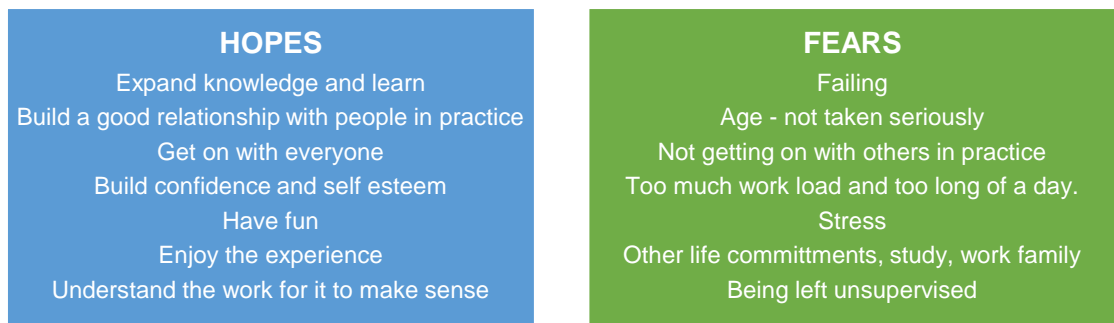 HOPES
Expand knowledge and learn
Build a good relationship with people in practice
Get on with everyone
Build confidence and self esteem
Have fun
Enjoy the experience
Understand the work for it to make sense
FEARS
Failing
Age - not taken seriously
Not getting on with others in practice
Too much work load and too long of a day.
Stress
Other life committments, study, work family
Being left unsupervised